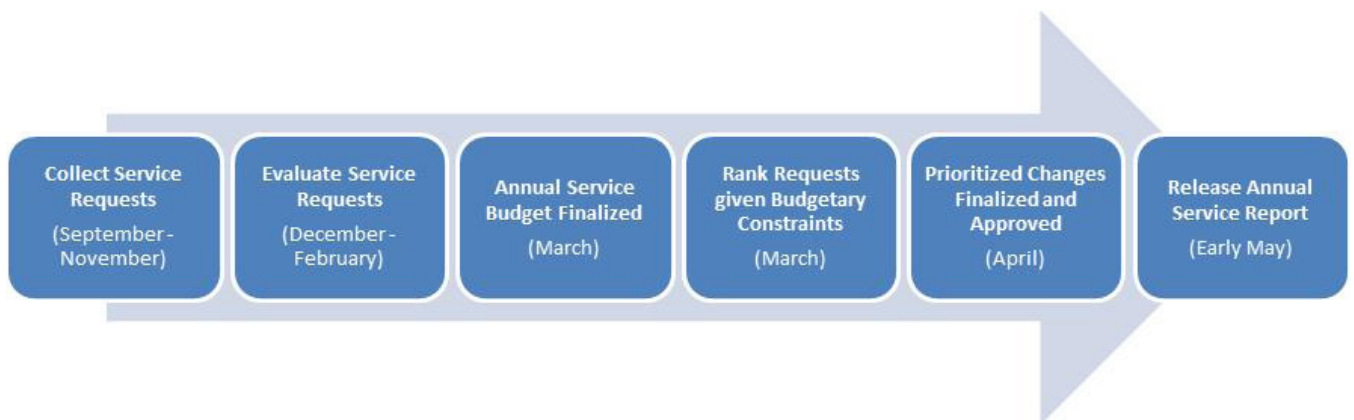 Collect Service
Requests
(September-
November)
Evaluate Service
Requests
(December-
February)
Annual Service
Budget Finalized
(March)
Rank Requests
given Budgetary
Constraints
(March)
Prioritized Changes
Finalized and
Approved
(April)
Release Annual
Service Report
(Early May)